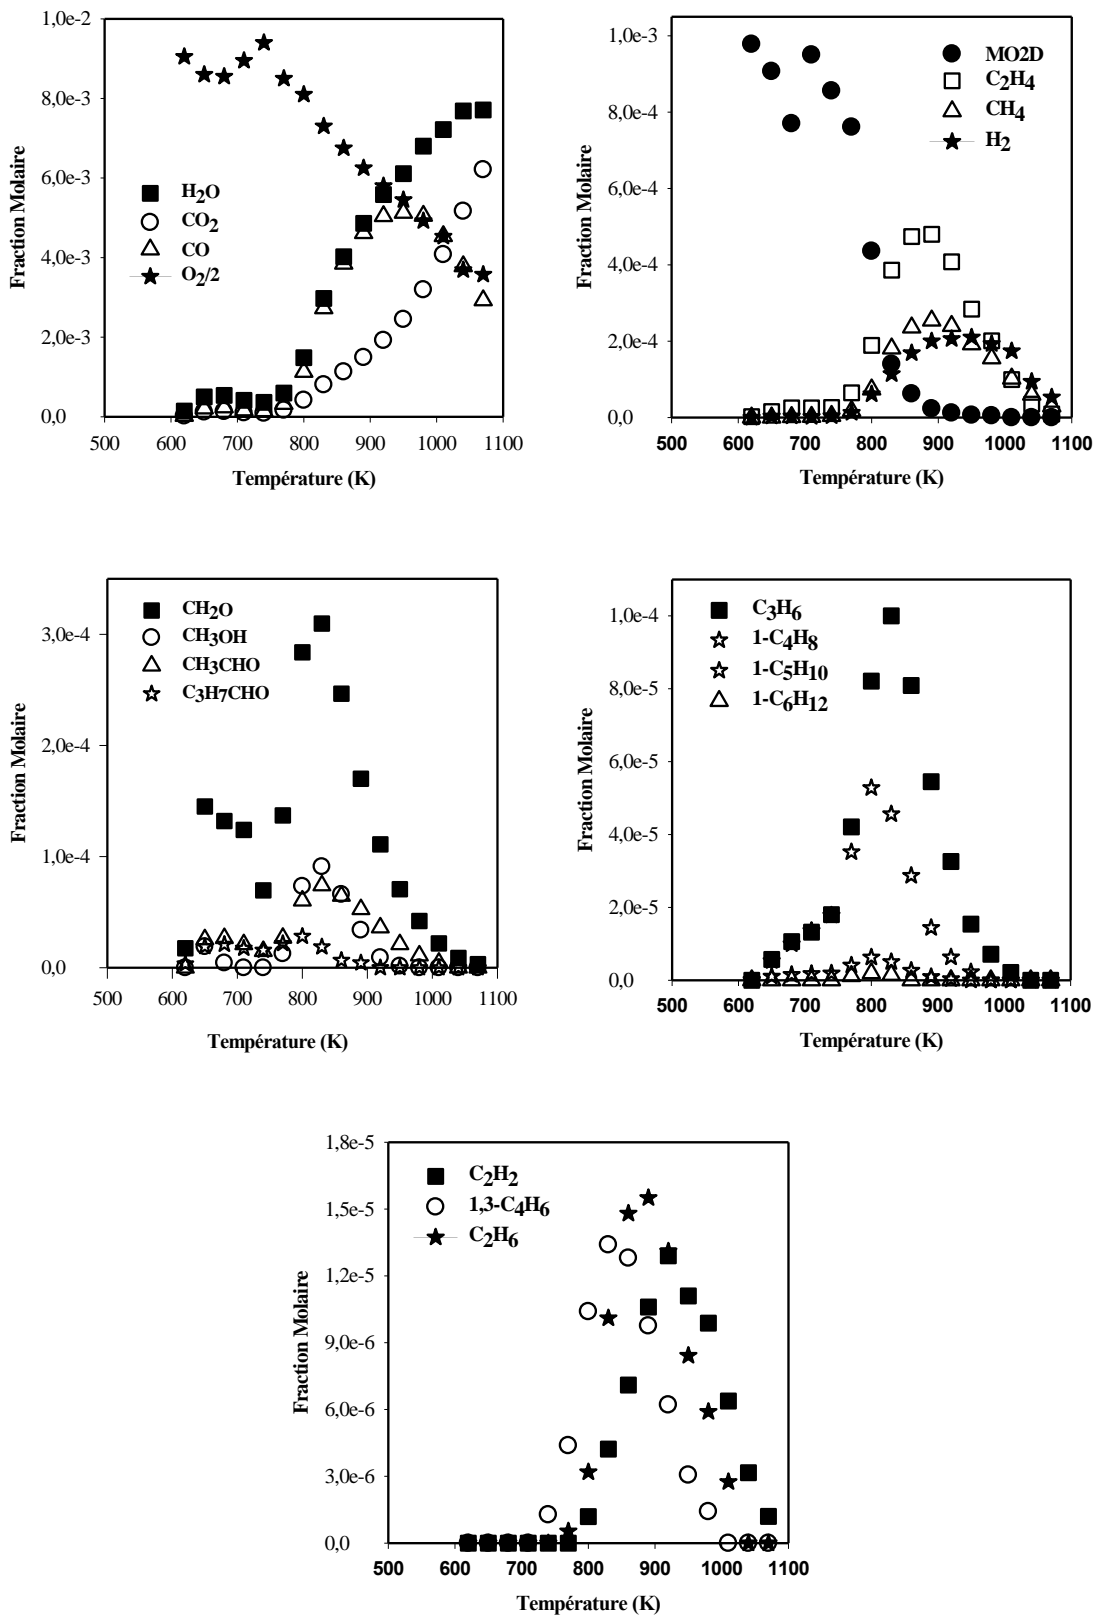 1,0e-2
8,0e-3
6,0e-3
4,0e-3
2,0e-3
0,0
Fraction Molaire
H2O
CO2
CO
O2/2
500 600 700 800 900 1000 1100
Température (K)
1,0e-3
8,0e-4
6,0e-4
4,0e-4
2,0e-4
0,0
Fraction Molaire
MO2D
C2H4
CH4
H2
500 600 700 800 900 1000 1100
Température (K)
3,0e-4
2,0e-4
1,0e-4
0,0
Fraction Molaire
CH2O
CH3OH
CH3CHO
C3H7CHO
500 600 700 800 900 1000 1100
Température (K)
1,0e-4
8,0e-5
6,0e-5
4,0e-5
2,0e-5
0,0
Fraction Molaire
C3H6
1-C4H8
1-C5H10
1-C6H12
500 600 700 800 900 1000 1100
Température (K)
1,8e-5
1,5e-5
1,2e-5
9,0e-6
6,0e-6
3,0e-6
0,0
Fraction Molaire
C2H2
1,3-C4H6
C2H6
500 600 700 800 900 1000 1100
Température (K)